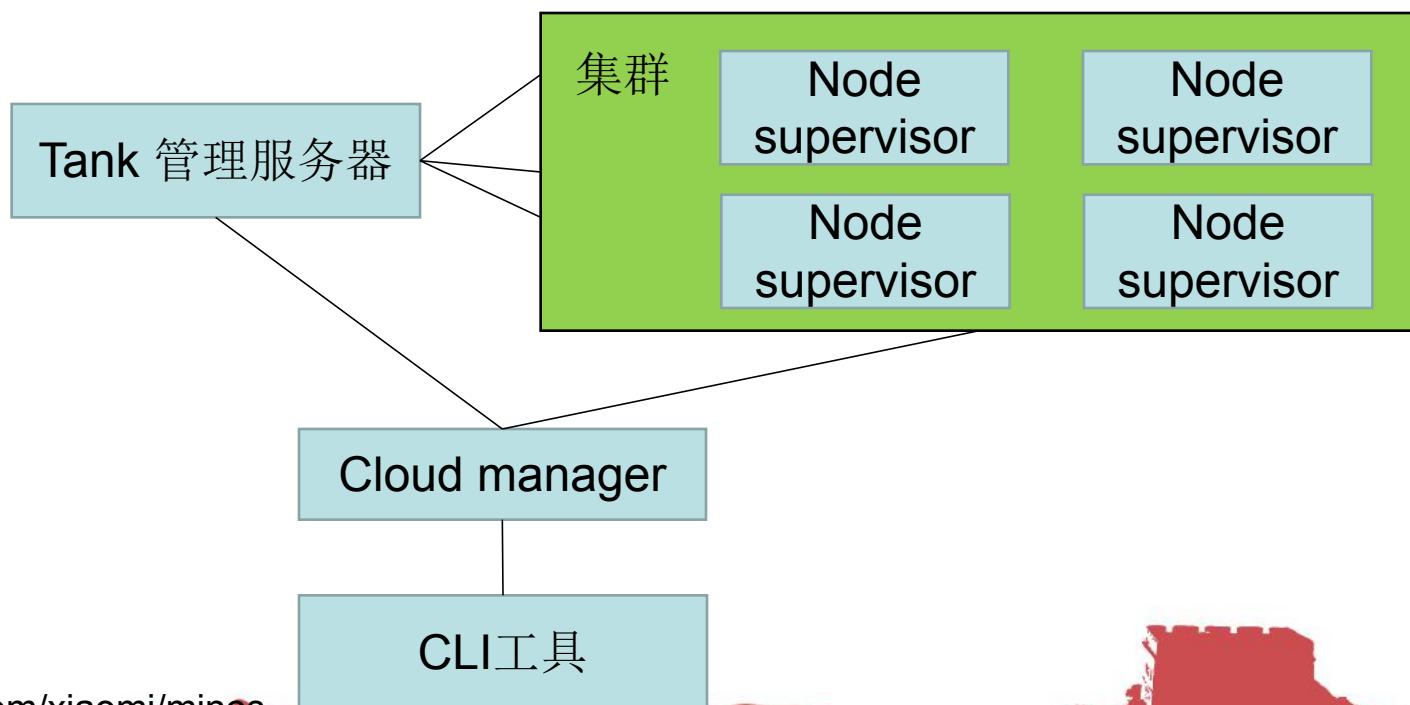 集群
Node
supervisor
Node
supervisor
Tank 管理服务器
Node
supervisor
Node
supervisor
Cloud manager
CLI工具